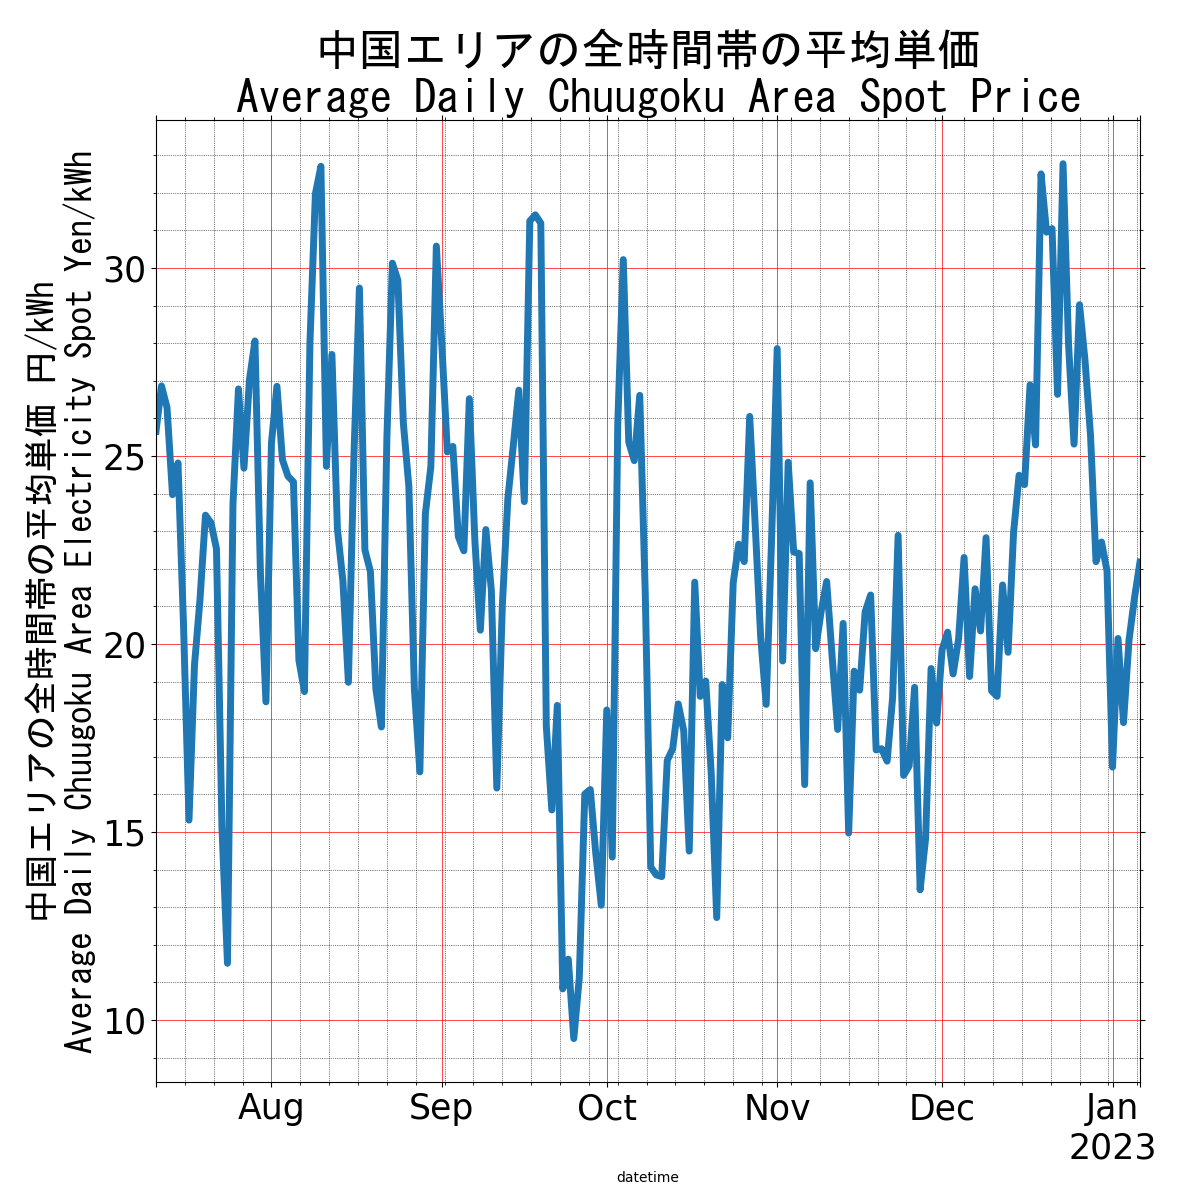 中国エリアの全時間帯の平均単価
Average Daily Chuugoku Area Spot Price
中国エリアの全時間帯の平均単価 円/kWh
Average Daily Chuugoku Area Electricity Spot Yen/kWh
30
25
20
15
10
Aug Sep Oct Nov Dec Jan
2023
datetime